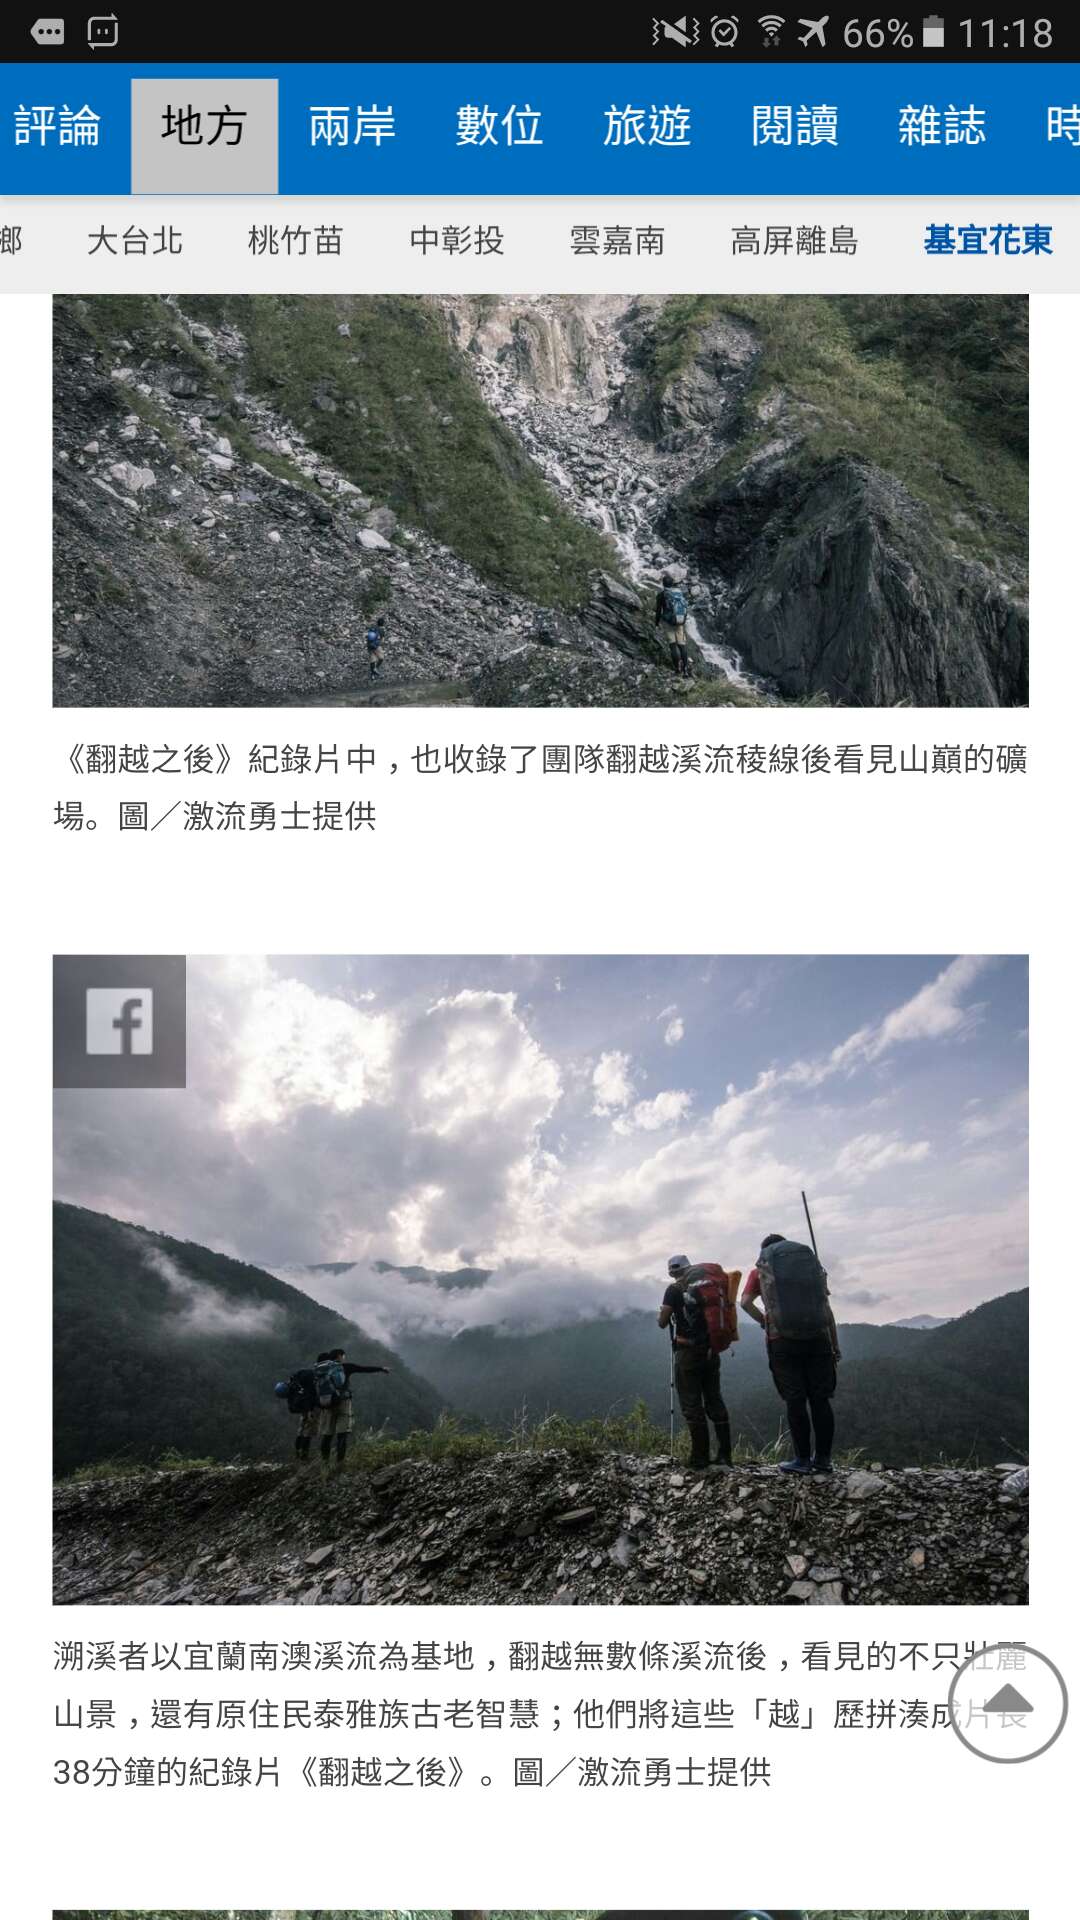 66% 11:18
評論 地方 兩岸 數位 旅遊 閱讀 雜誌 時
鄉 大台北 桃竹苗 中彰投 雲嘉南 高屏離島 基宜花東
《翻越之後》紀錄片中，也收錄了團隊翻越溪流稜線後看見山巔的礦
場。圖／激流勇士提供
f
溯溪者以宜蘭南澳溪流為基地，翻越無數條溪流後，看見的不只壯麗
山景，還有原住民泰雅族古老智慧；他們將這些「越」歷拼湊成片長
38分鐘的紀錄片《翻越之後》。圖／激流勇士提供